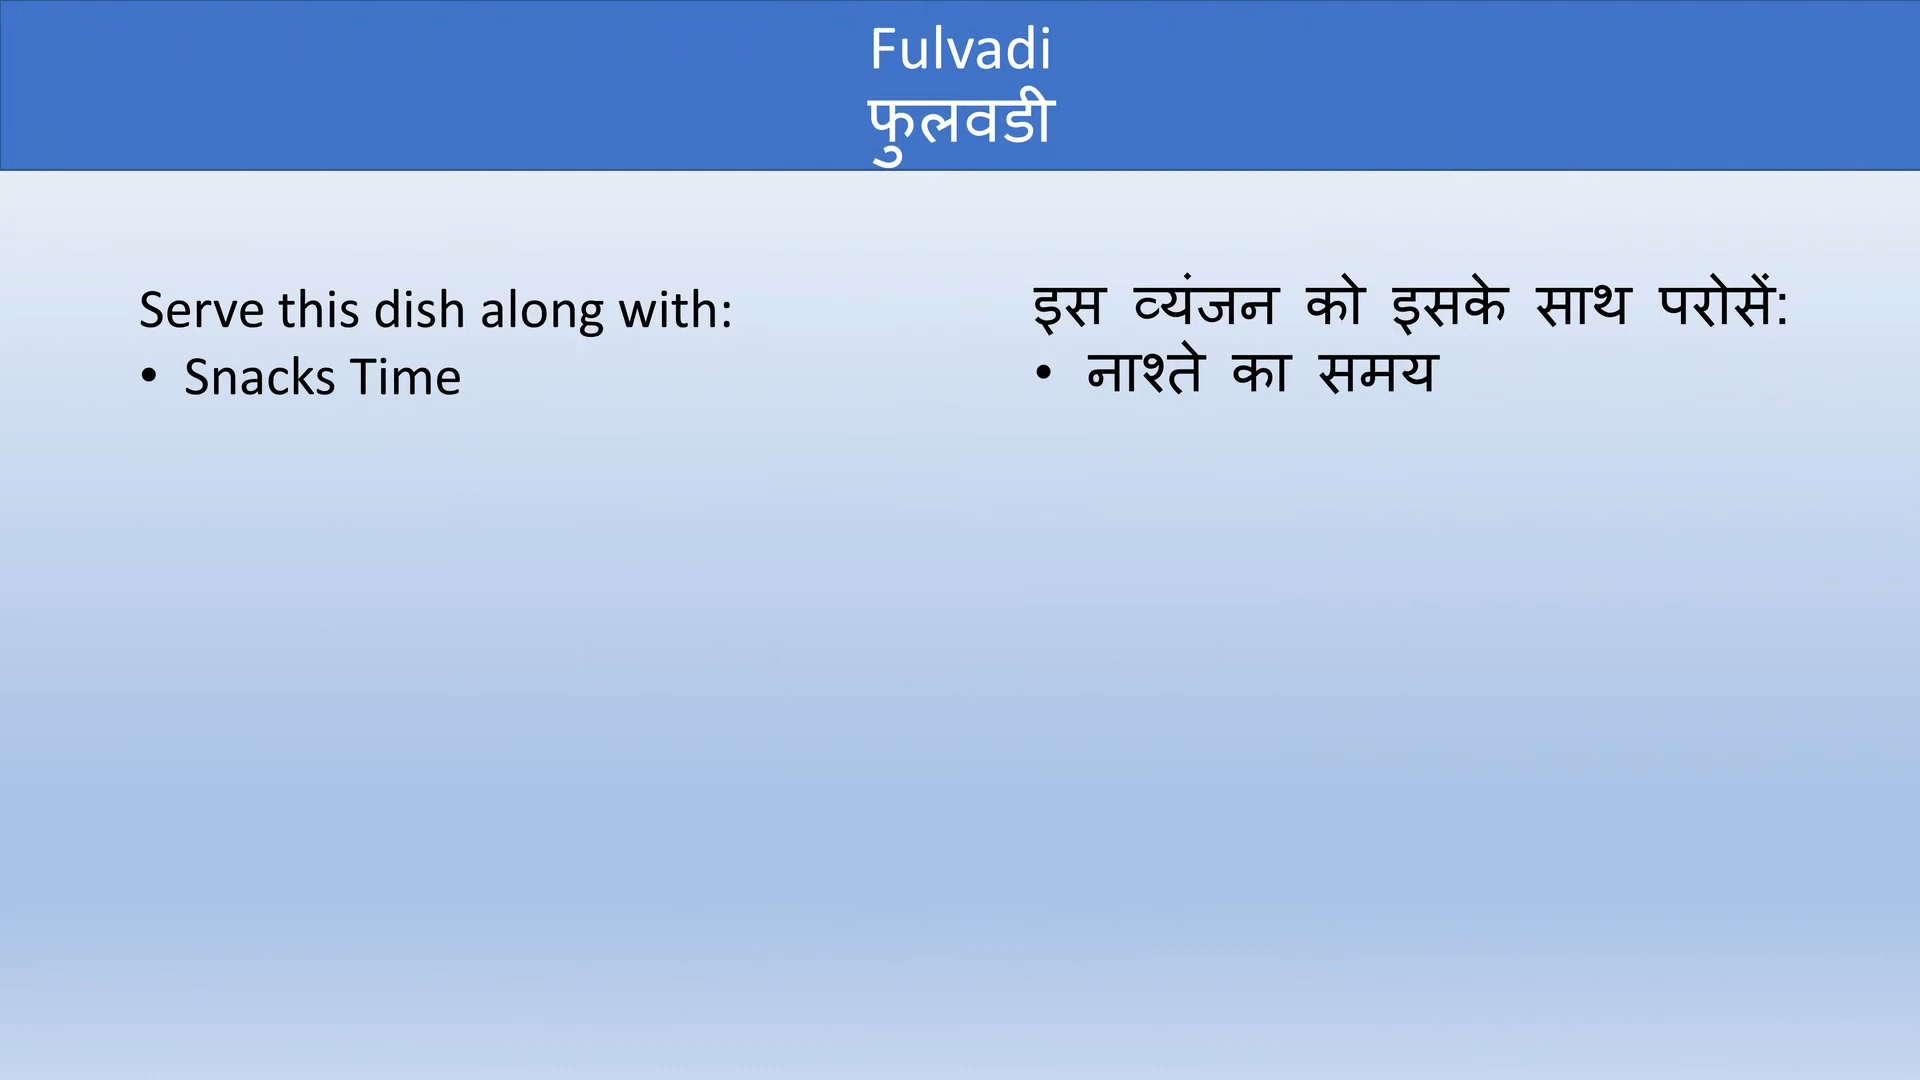 Fulvadi
फुलवडी
Serve this dish along with:
• Snacks Time
इस व्यंजन को इसके साथ परोसें:
• नाश्ते का समय